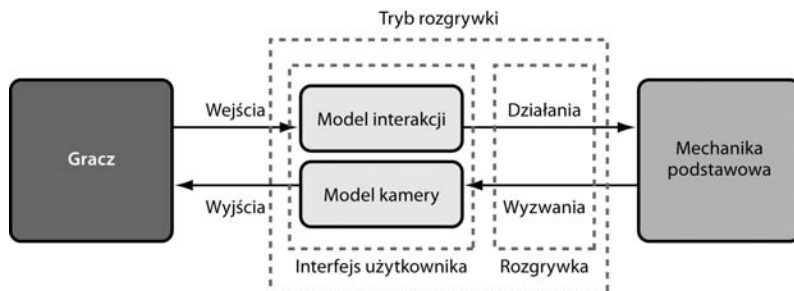 Tryb rozgrywki
Wejścia
Model interakcji
Działania
Gracz
Mechanika
podstawowa
Wyjścia
Model kamery
Wyzwania
Interfejs użytkownika
Rozgrywka